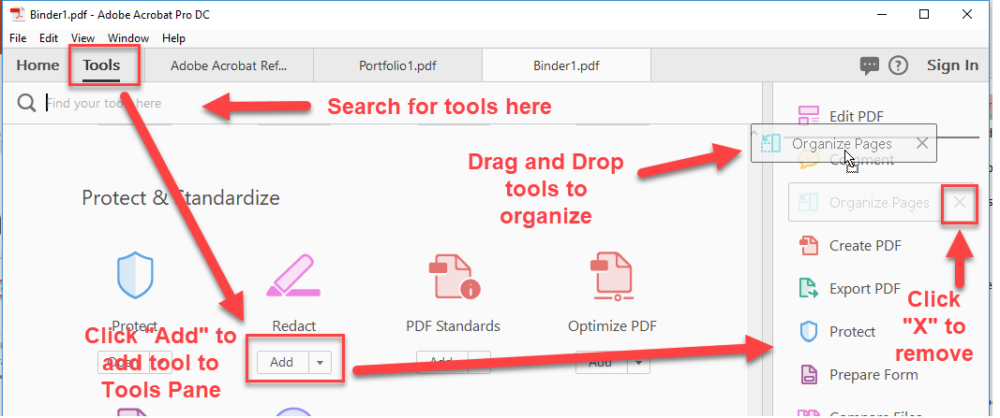 Binder1.pdf - Adobe Acrobat Pro DC
File Edit View Window Help
Home Tools Adobe Acrobat Ref... Portfolio1.pdf Binder1.pdf Sign In
Find your tools here
Search for tools here
Protect & Standardize
Drag and Drop
tools to
organize
Protect
Redact
PDF Standards
Optimize PDF
Open
Add
Add
Add
Click "Add" to
add tool to
Tools Pane
Edit PDF
Organize Pages
Comment
Organize Pages
Create PDF
Export PDF
Protect
Prepare Form
Compare Files
Click
"X" to
remove